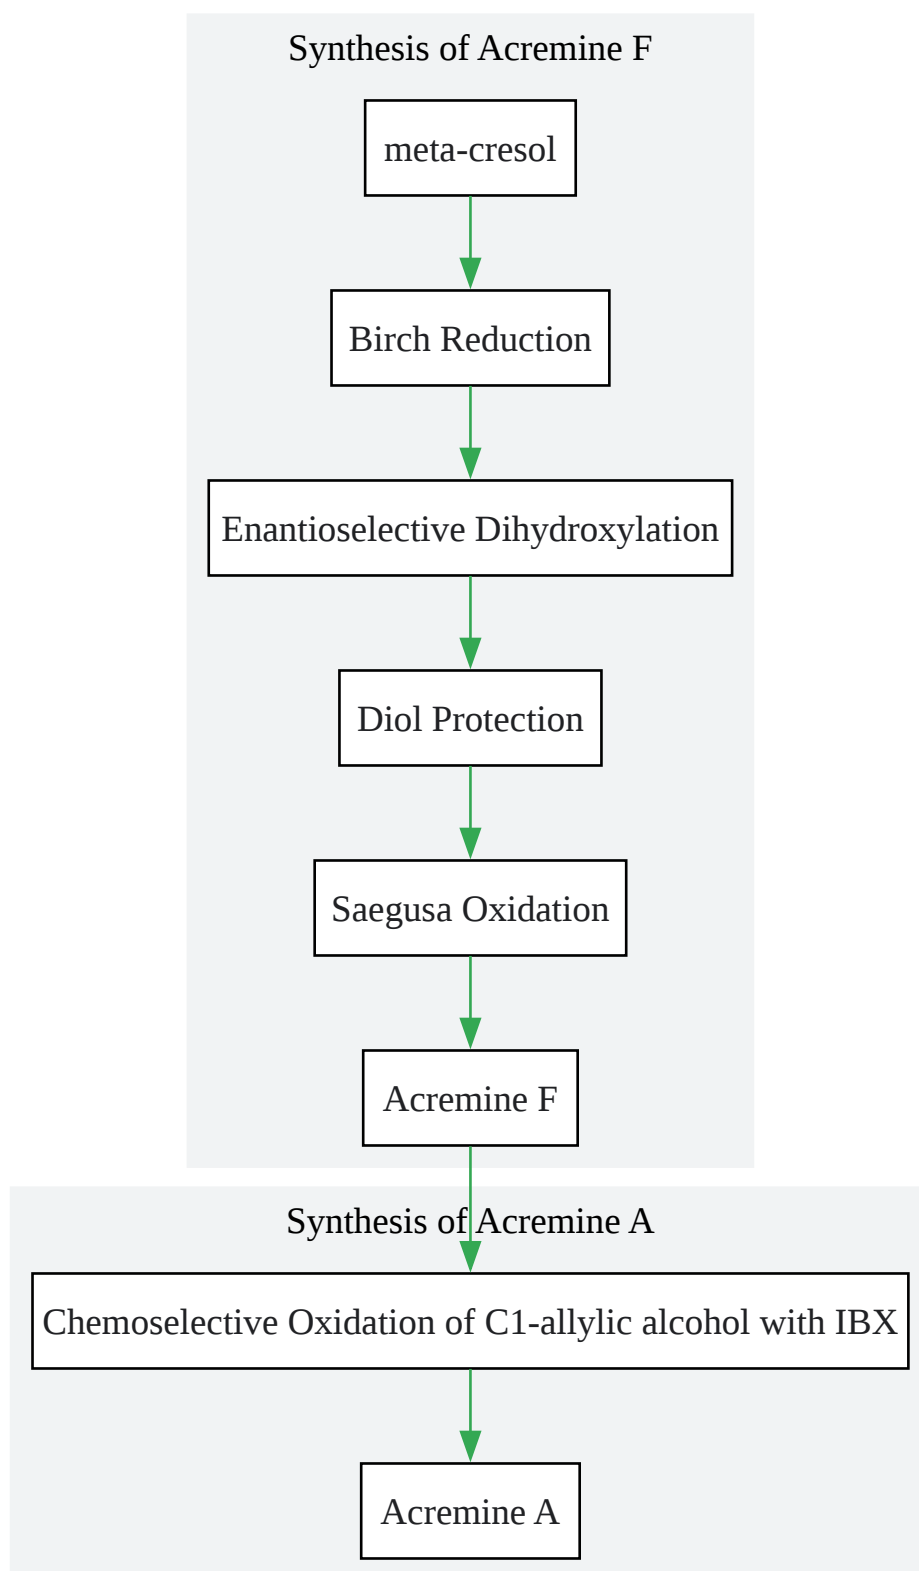 Synthesis of Acremine F
meta-cresol
Birch Reduction
Enantioselective Dihydroxylation
Diol Protection
Saegusa Oxidation
Acremine F
Synthesis of Acremine A
Chemoselective Oxidation of C1-allylic alcohol with IBX
Acremine A